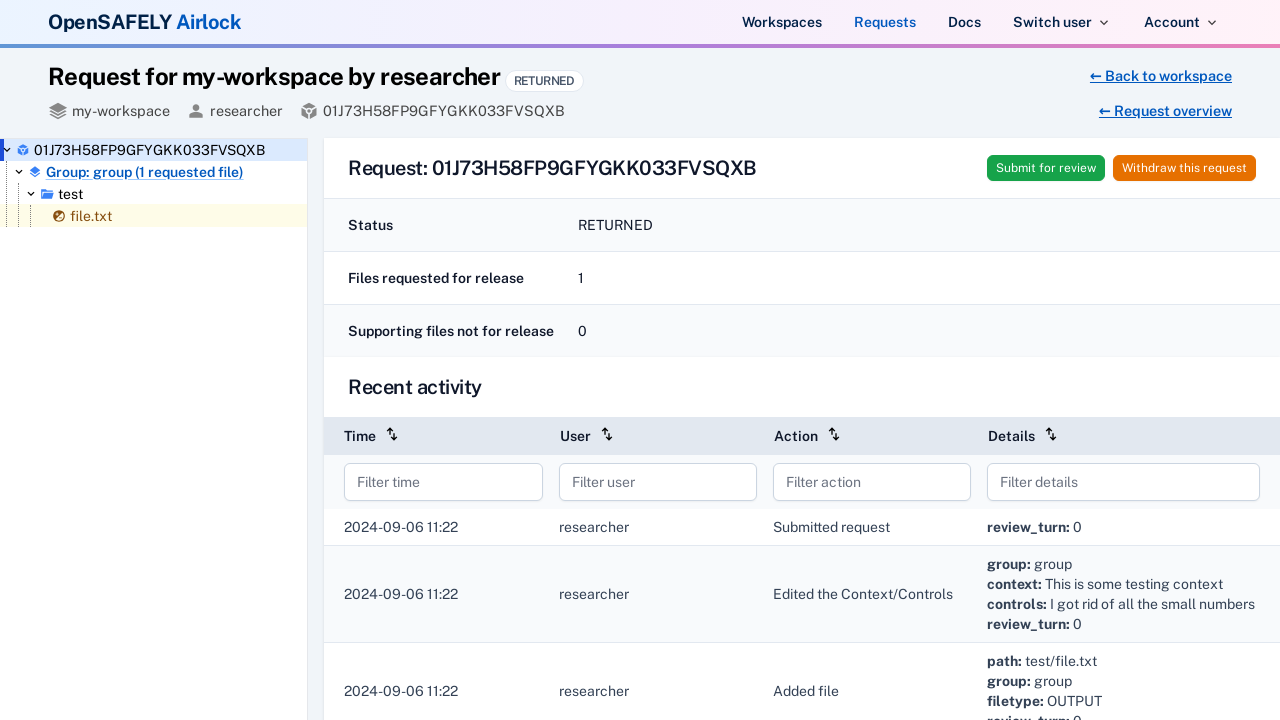 OpenSAFELY Airlock
Workspaces
Requests
Docs
Switch user
Account
Request for my-workspace by researcher RETURNED
← Back to workspace
my-workspace
researcher
01J73H58FP9GFYGKK033FVSQXB
← Request overview
01J73H58FP9GFYGKK033FVSQXB
Group: group (1 requested file)
test
file.txt
Request: 01J73H58FP9GFYGKK033FVSQXB
Submit for review
Withdraw this request
Status RETURNED
Files requested for release 1
Supporting files not for release 0
Recent activity
Time User Action Details
Filter time Filter user Filter action Filter details
2024-09-06 11:22 researcher Submitted request review_turn: 0
group: group
context: This is some testing context
2024-09-06 11:22 researcher Edited the Context/Controls
controls: I got rid of all the small numbers
review_turn: 0
path: test/file.txt
group: group
2024-09-06 11:22 researcher Added file
filetype: OUTPUT
review_turn: 0